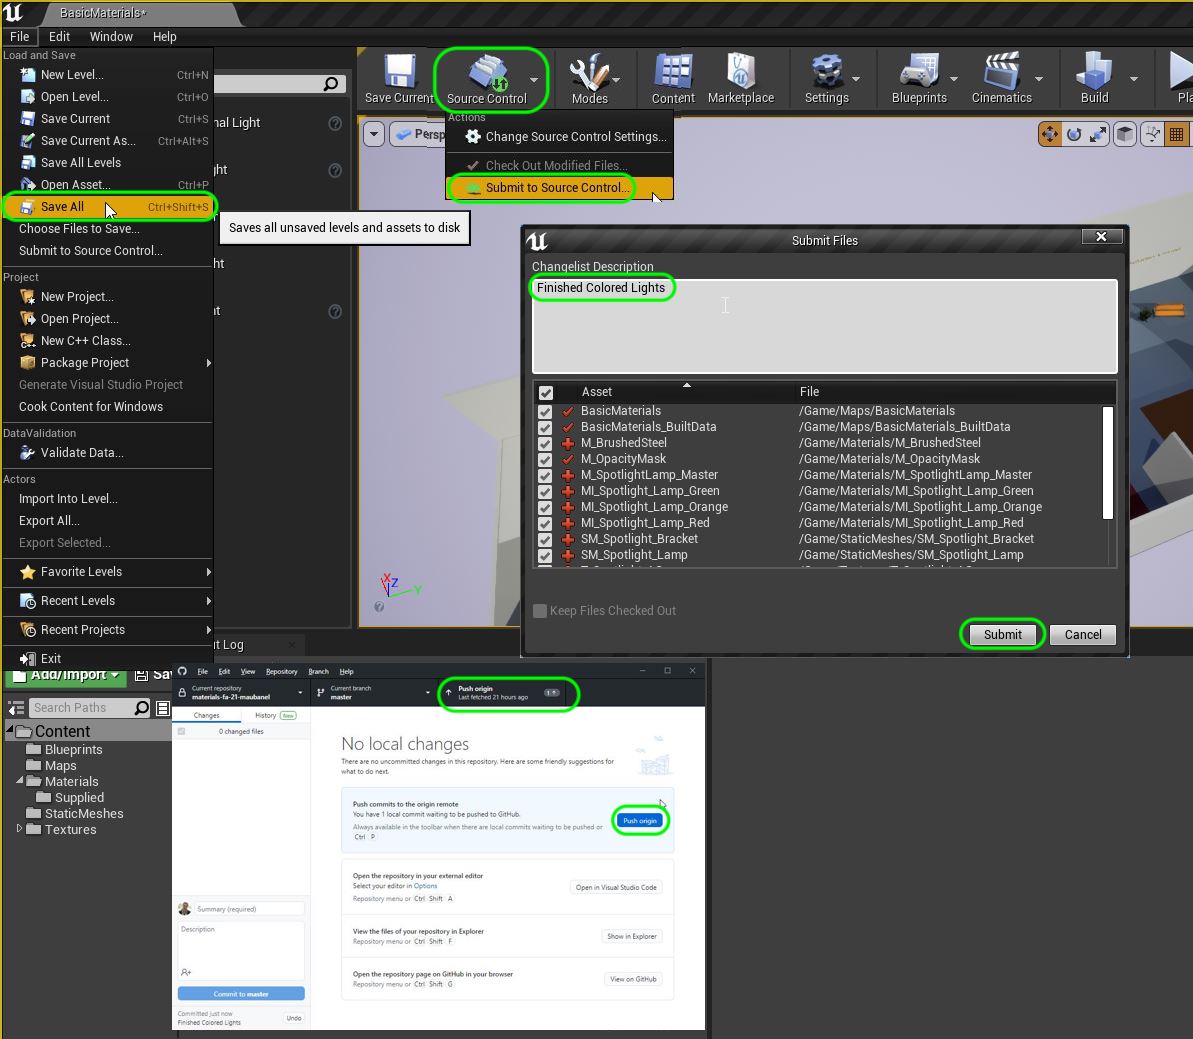 BasicMaterials*
File Edit Window Help
Load and Save
New Level... Ctrl+N
Open Level... Ctrl+O
Save Current Ctrl+S
Save Current As... Ctrl+Alt+S
Save All Levels
Open Asset... Ctrl+P
Save All Ctrl+Shift+S
Choose Files to Save...
Submit to Source Control...
Project
New Project...
Open Project...
New C++ Class...
Package Project
Generate Visual Studio Project
Cook Content for Windows
DataValidation
Validate Data...
Actors
Import Into Level...
Export All...
Export Selected...
Favorite Levels
Recent Levels
Recent Projects
Exit
Saves all unsaved levels and assets to disk
nal Light
ht
ht
t
Save Current Source Control Modes Content Marketplace Settings Blueprints Cinematics Build Pla
Persp
Actions
Change Source Control Settings...
Check Out Modified Files...
Submit to Source Control...
Submit Files
Changelist Description
Finished Colored Lights
Asset File
BasicMaterials /Game/Maps/BasicMaterials
BasicMaterials_BuiltData /Game/Maps/BasicMaterials_BuiltData
M_BrushedSteel /Game/Materials/M_BrushedSteel
M_OpacityMask /Game/Materials/M_OpacityMask
M_SpotlightLamp_Master /Game/Materials/M_SpotlightLamp_Master
MI_Spotlight_Lamp_Green /Game/Materials/MI_Spotlight_Lamp_Green
MI_Spotlight_Lamp_Orange /Game/Materials/MI_Spotlight_Lamp_Orange
MI_Spotlight_Lamp_Red /Game/Materials/MI_Spotlight_Lamp_Red
SM_Spotlight_Bracket /Game/StaticMeshes/SM_Spotlight_Bracket
SM_Spotlight_Lamp /Game/StaticMeshes/SM_Spotlight_Lamp
Keep Files Checked Out
Submit Cancel
X Z Y
t Log
Add/Import Sav
Search Paths
Content
Blueprints
Maps
Materials
Supplied
StaticMeshes
Textures
File Edit View Repository Branch Help
Current repository
materials-fa-21-maubanel
Current branch
master
Push origin
Last fetched 21 hours ago
1
Changes History New
0 changed files
No local changes
There are no uncommitted changes in this repository. Here are some friendly suggestions for
what to do next.
Push commits to the origin remote
You have 1 local commit waiting to be pushed to GitHub.
Always available in the toolbar when there are local commits waiting to be pushed or
Ctrl P
Push origin
Open the repository in your external editor
Select your editor in Options
Repository menu or Ctrl Shift A
Open in Visual Studio Code
View the files of your repository in Explorer
Repository menu or Ctrl Shift F
Show in Explorer
Open the repository page on GitHub in your browser
Repository menu or Ctrl Shift G
View on GitHub
Summary (required)
Description
Commit to master
Committed just now
Finished Colored Lights
Undo